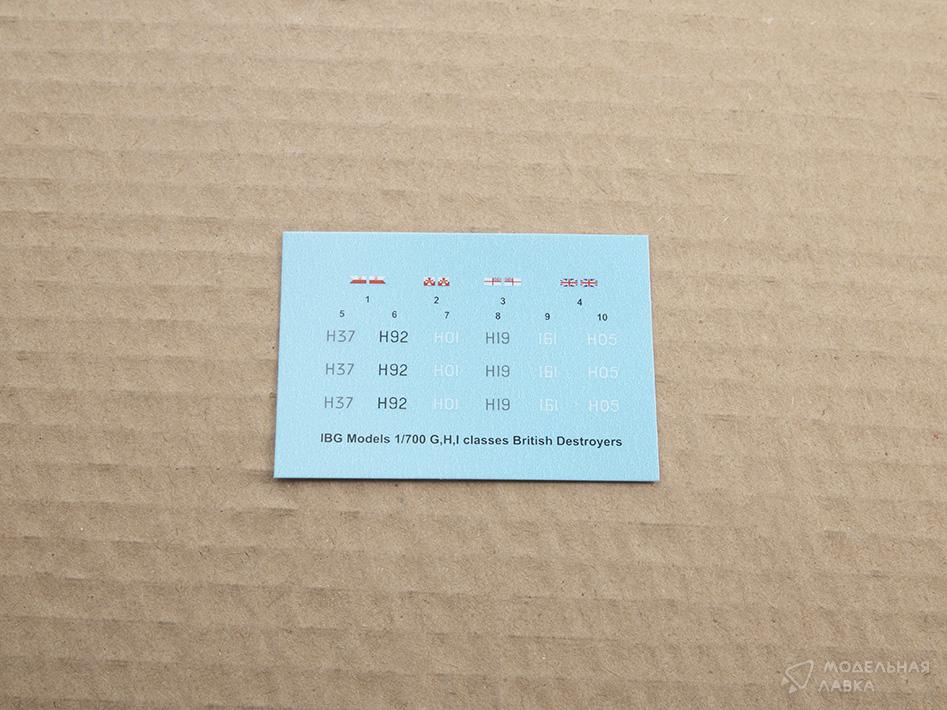 1 2 3 4
5 6 7 8 9 10
H37 H92 H01 H19 I61 H05
H37 H92 H01 H19 I61 H05
H37 H92 H01 H19 I61 H05
IBG Models 1/700 G,H,I classes British Destroyers
МОДЕЛЬНАЯ
ЛАВКА